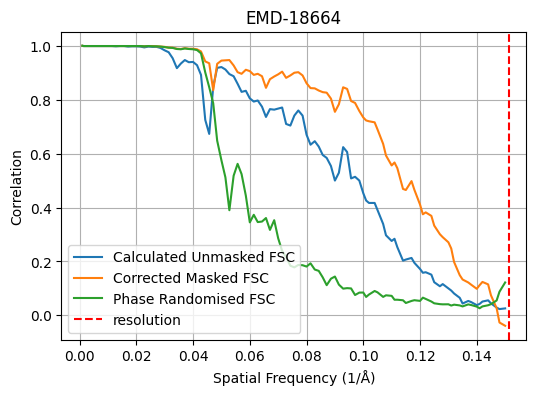 EMD-18664
1.0
0.8
0.6
0.4
0.2
0.0
Correlation
Calculated Unmasked FSC
Corrected Masked FSC
Phase Randomised FSC
resolution
0.00 0.02 0.04 0.06 0.08 0.10 0.12 0.14
Spatial Frequency (1/Å)